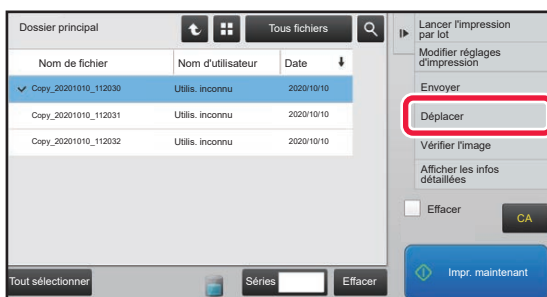 Dossier principal
Tous fichiers
Nom de fichier
Nom d'utilisateur
Date
Copy_20201010_112030
Utilis. inconnu
2020/10/10
Copy_20201010_112031
Utilis. inconnu
2020/10/10
Copy_20201010_112032
Utilis. inconnu
2020/10/10
Tout sélectionner
Séries
Effacer
Lancer l'impression
par lot
Modifier réglages
d'impression
Envoyer
Déplacer
Vérifier l'image
Afficher les infos
détaillées
Effacer
CA
Impr. maintenant